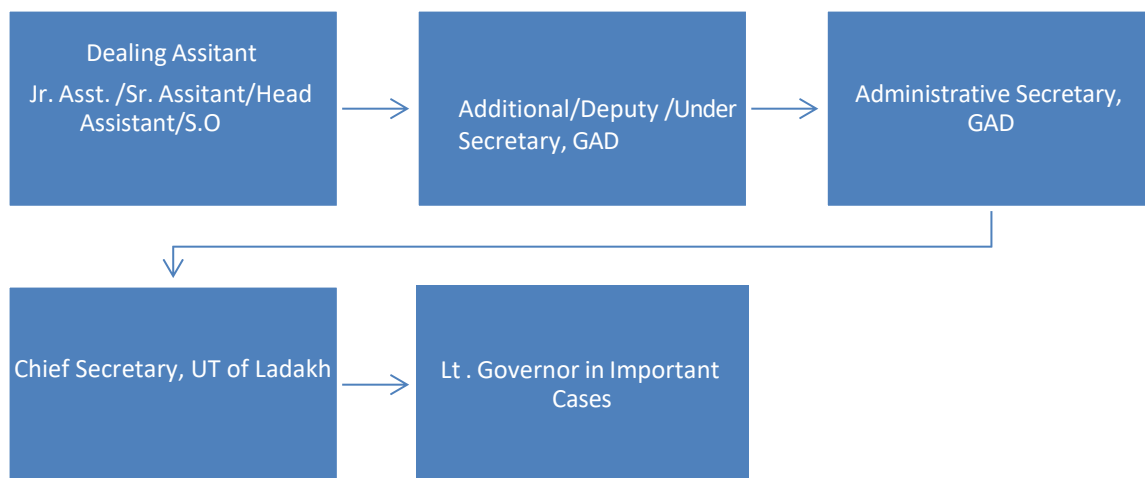 Dealing Assitant
Jr. Asst. /Sr. Assitant/Head
Assistant/S.O
Additional/Deputy /Under
Secretary, GAD
Administrative Secretary,
GAD
Chief Secretary, UT of Ladakh
Lt . Governor in Important
Cases